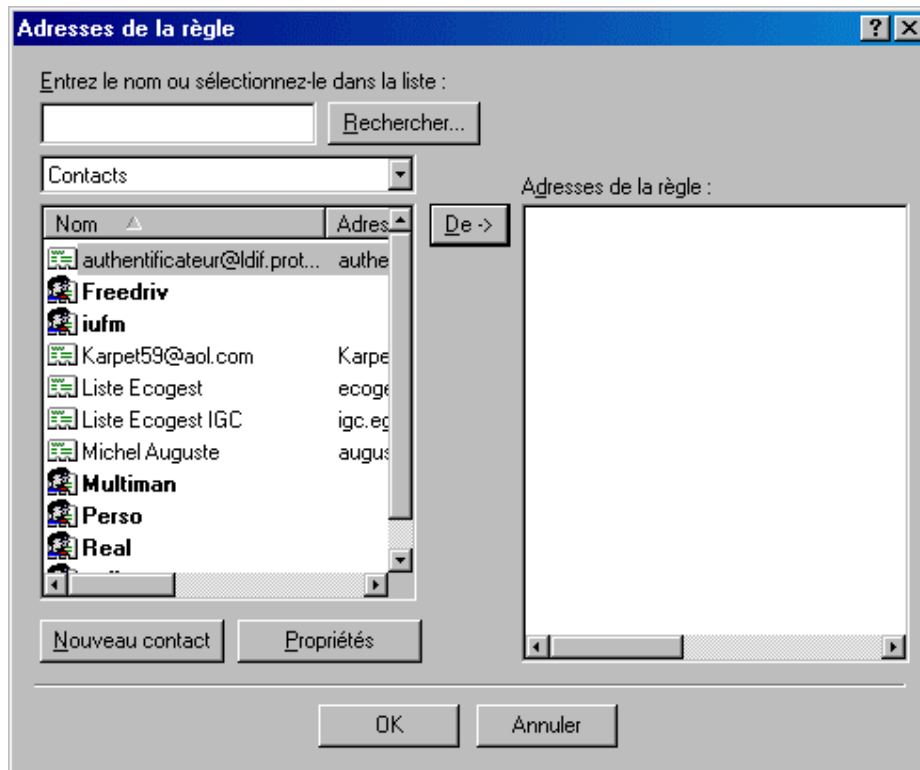 Adresses de la règle
Entrez le nom ou sélectionnez-le dans la liste :
Rechercher...
Contacts
Adresses de la règle :
Nom Adres
De ->
authentificateur@ldif.prot... authe
Freedriv
iufm
Karpet59@aol.com Karpe
Liste Ecogest ecoge
Liste Ecogest IGC igc.eg
Michel Auguste augus
Multiman
Perso
Real
Nouveau contact Propriétés
OK Annuler